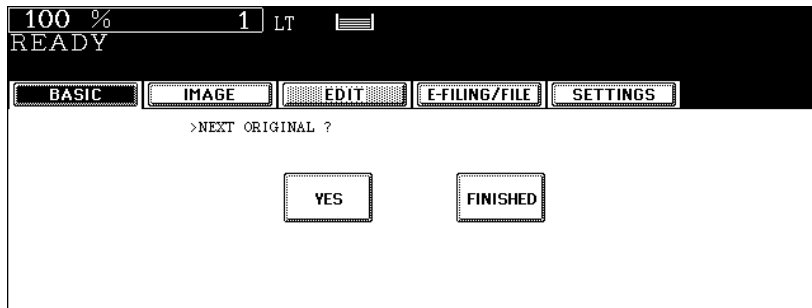 100 % 1 LT
READY
BASIC IMAGE EDIT E-FILING/FILE SETTINGS
>NEXT ORIGINAL ?
YES FINISHED